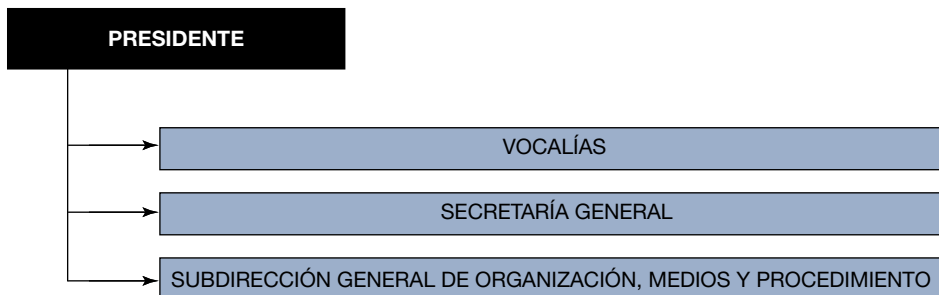 PRESIDENTE
VOCALÍAS
SECRETARÍA GENERAL
SUBDIRECCIÓN GENERAL DE ORGANIZACIÓN, MEDIOS Y PROCEDIMIENTO